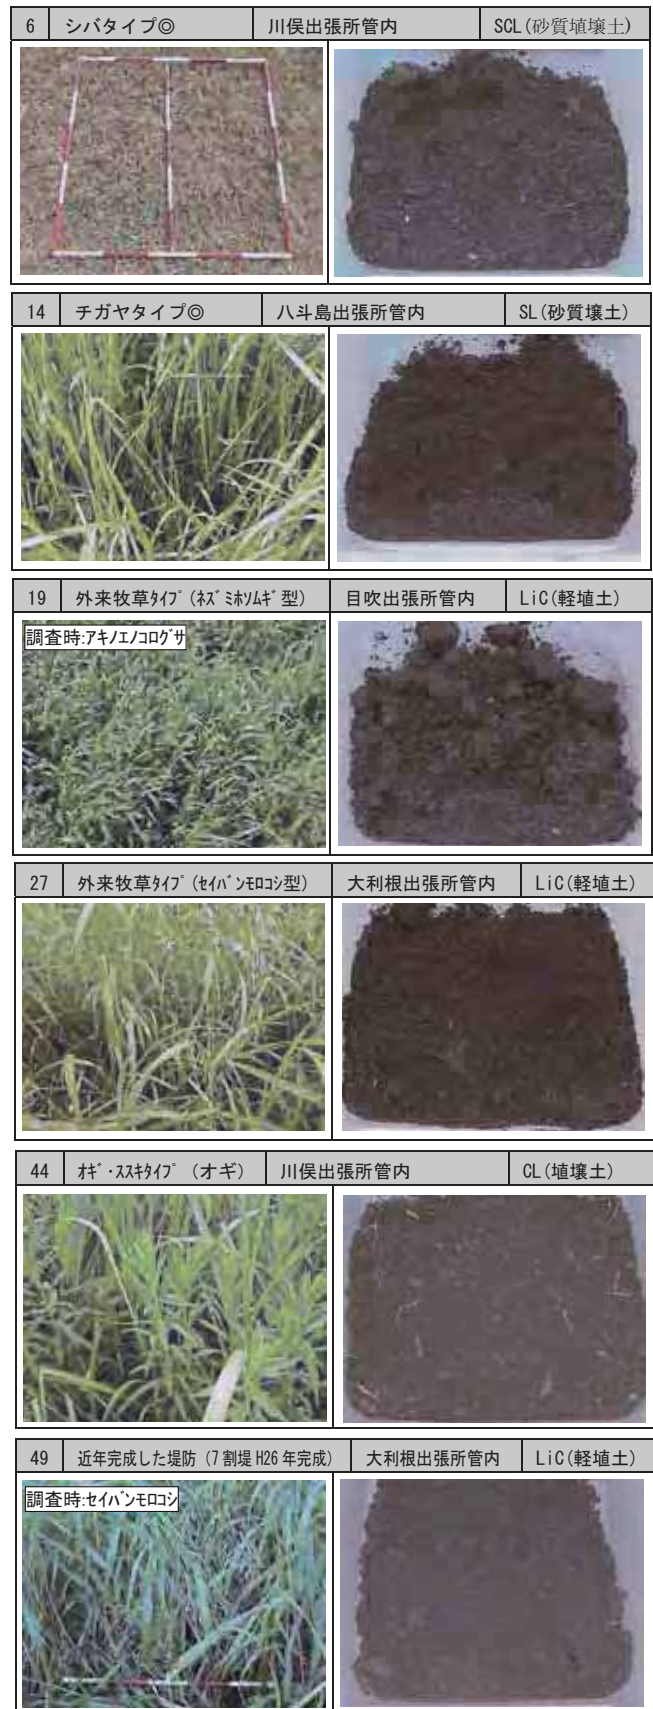 6 シバタイプ◎ 川俣出張所管内 SCL(砂質埴壌土)
14 チガヤタイプ◎ 八斗島出張所管内 SL(砂質壌土)
19 外来牧草ﾀｲﾌﾟ(ﾈｽﾞﾐﾎｿﾑｷﾞ型) 目吹出張所管内 LiC(軽埴土)
調査時:ｱｷﾉｴﾉｺﾛｸﾞｻ
27 外来牧草ﾀｲﾌﾟ(ｾｲﾊﾞﾝﾓﾛｺｼ型) 大利根出張所管内 LiC(軽埴土)
44 ｵｷﾞ・ｽｽｷﾀｲﾌﾟ(オギ) 川俣出張所管内 CL(埴壌土)
49 近年完成した堤防(7割堤H26年完成) 大利根出張所管内 LiC(軽埴土)
調査時:ｾｲﾊﾞﾝﾓﾛｺｼ